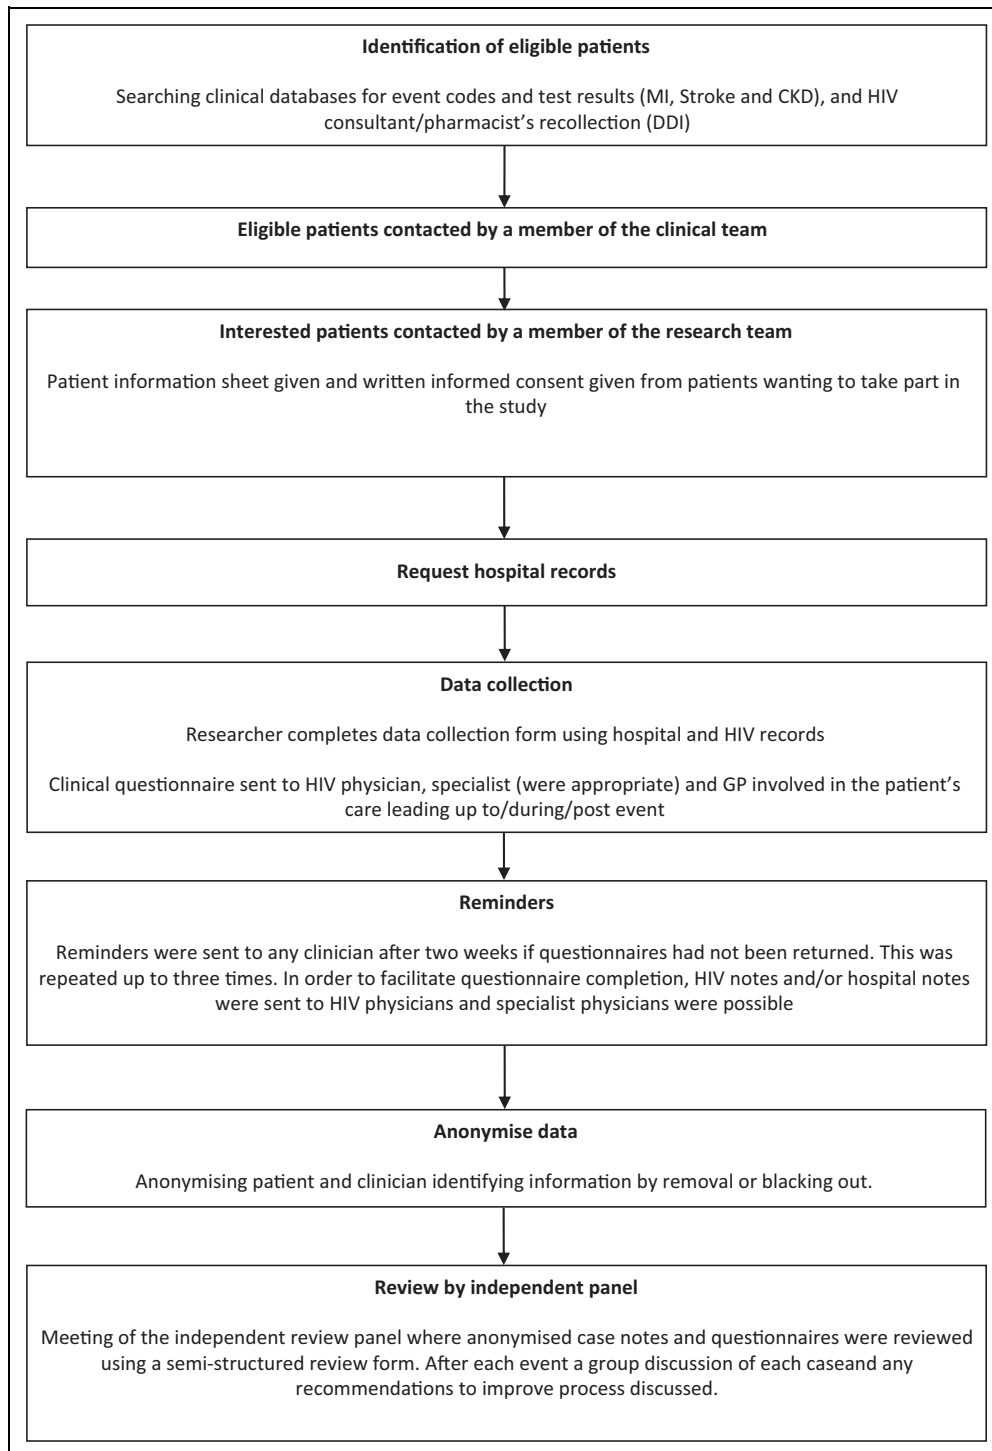 Identification of eligible patients
Searching clinical databases for event codes and test results (MI, Stroke and CKD), and HIV
consultant/pharmacist's recollection (DDI)
Eligible patients contacted by a member of the clinical team
Interested patients contacted by a member of the research team
Patient information sheet given and written informed consent given from patients wanting to take part in
the study
Request hospital records
Data collection
Researcher completes data collection form using hospital and HIV records
Clinical questionnaire sent to HIV physician, specialist (were appropriate) and GP involved in the patient's
care leading up to/during/post event
Reminders
Reminders were sent to any clinician after two weeks if questionnaires had not been returned. This was
repeated up to three times. In order to facilitate questionnaire completion, HIV notes and/or hospital notes
were sent to HIV physicians and specialist physicians were possible
Anonymise data
Anonymising patient and clinician identifying information by removal or blacking out.
Review by independent panel
Meeting of the independent review panel where anonymised case notes and questionnaires were reviewed
using a semi-structured review form. After each event a group discussion of each caseand any
recommendations to improve process discussed.